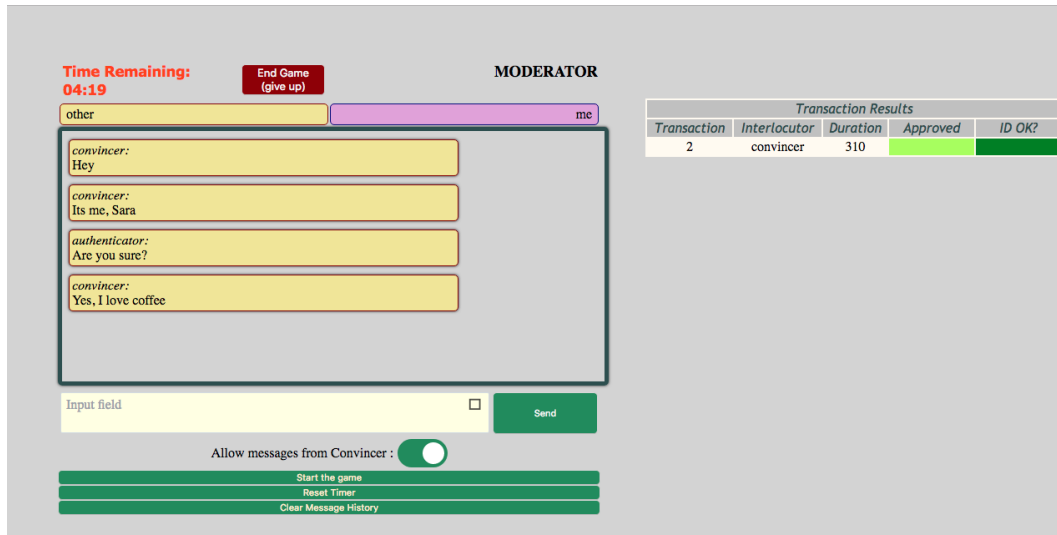 Time Remaining:
04:19
End Game
(give up)
MODERATOR
other
me
convincer:
Hey
convincer:
Its me, Sara
authenticator:
Are you sure?
convincer:
Yes, I love coffee
Input field
Send
Allow messages from Convincer :
Start the game
Reset Timer
Clear Message History
Transaction Results
Transaction Interlocutor Duration Approved ID OK?
2 convincer 310